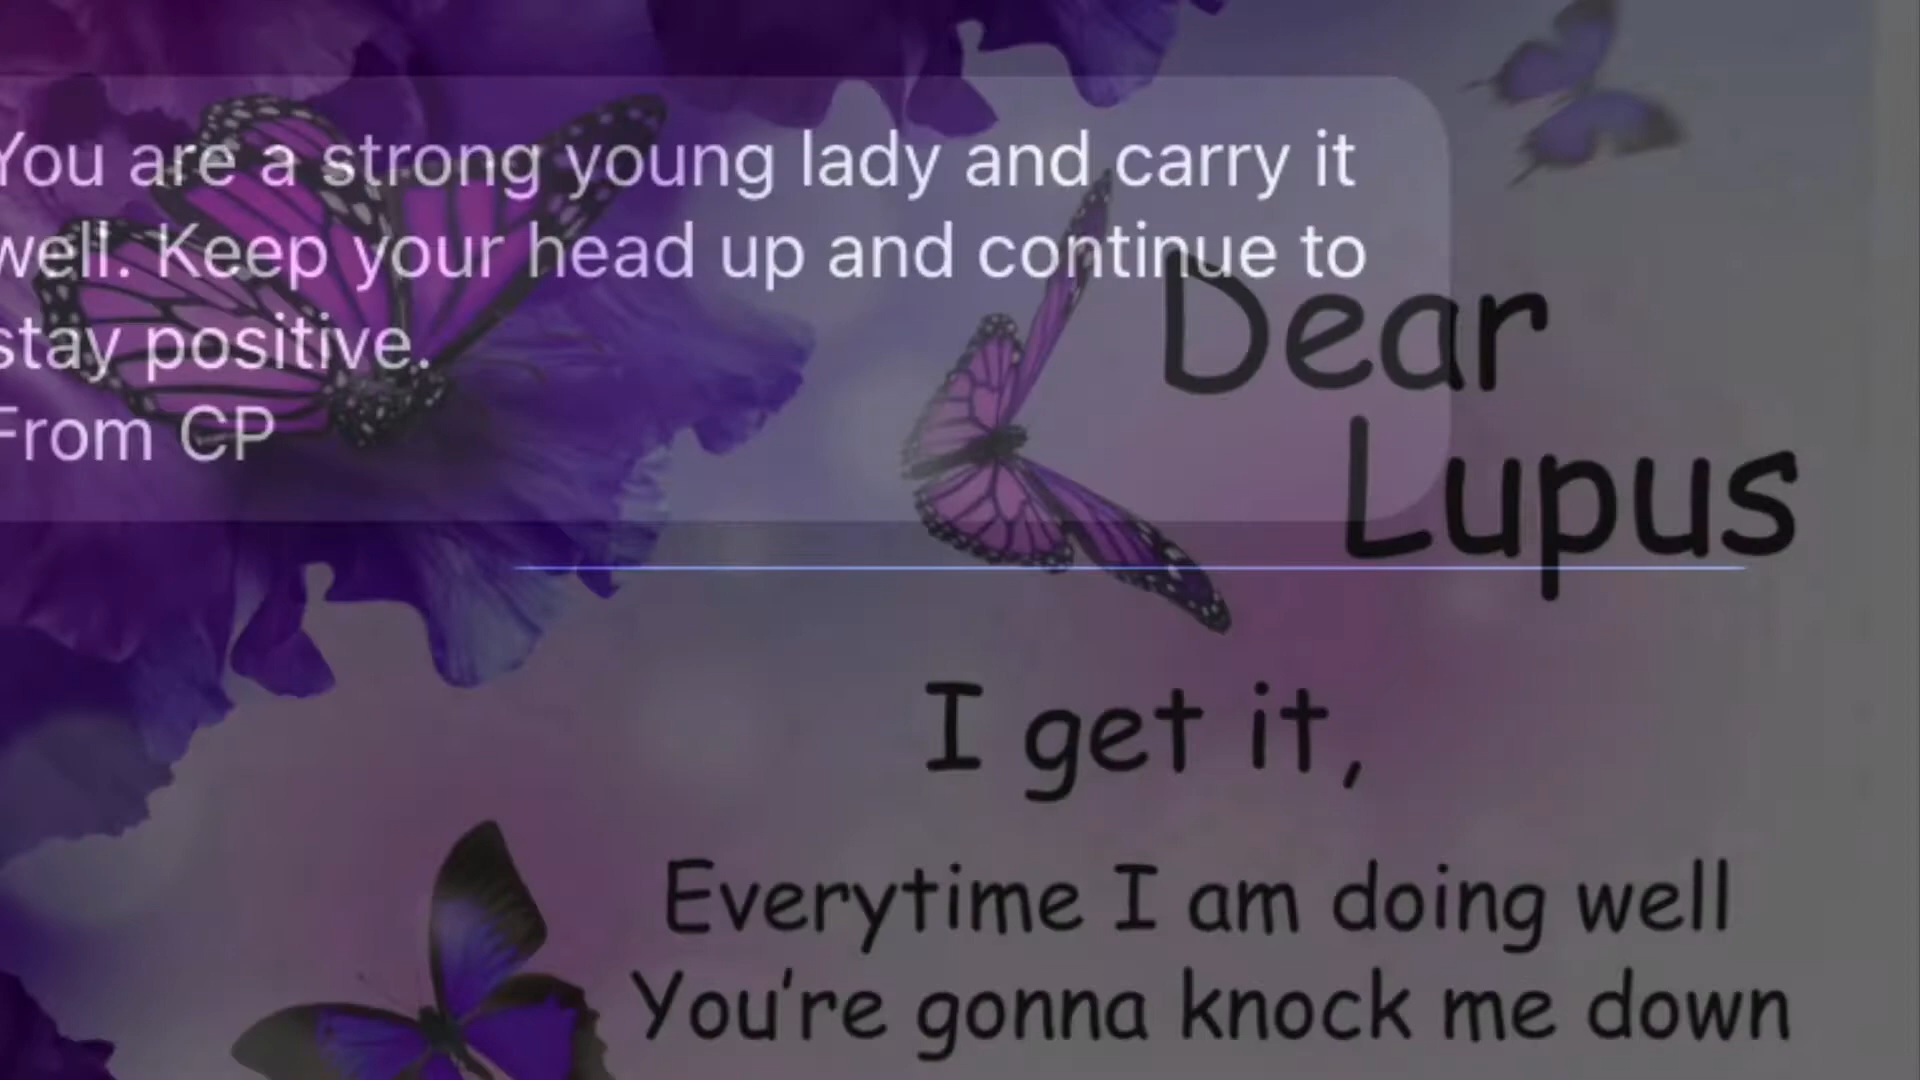 You are a strong young lady and carry it
well. Keep your head up and continue to
stay positive.
From CP
Dear
Lupus
I get it,
Everytime I am doing well
You're gonna knock me down